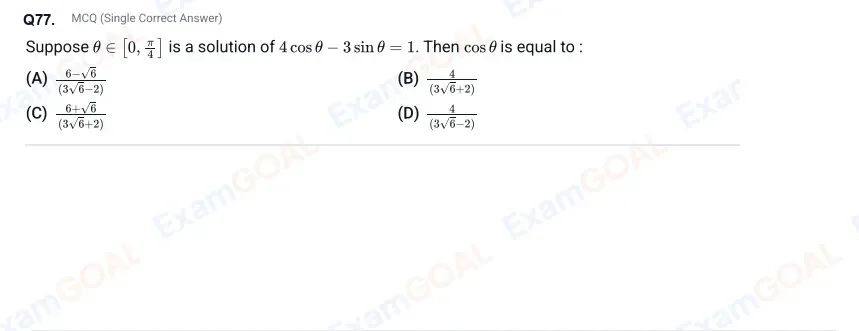 Q77. MCQ (Single Correct Answer)
Suppose θ ∈ [0, π/4] is a solution of 4 cos θ − 3 sin θ = 1. Then cos θ is equal to :
(A) (6−√6)/((3√6−2)) (B) 4/((3√6+2))
(C) (6+√6)/((3√6+2)) (D) 4/((3√6−2))
ExamGOAL
ExamGOAL
ExamGOAL
ExamGOAL
ExamGOAL